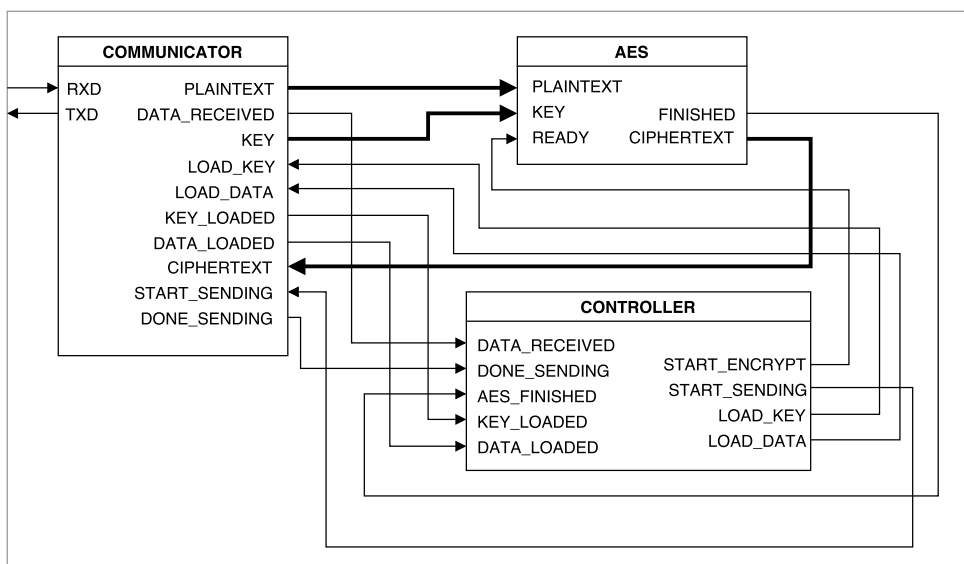 COMMUNICATOR
RXD
TXD
PLAINTEXT
DATA_RECEIVED
KEY
LOAD_KEY
LOAD_DATA
KEY_LOADED
DATA_LOADED
CIPHERTEXT
START_SENDING
DONE_SENDING
AES
PLAINTEXT
KEY
READY
FINISHED
CIPHERTEXT
CONTROLLER
DATA_RECEIVED
DONE_SENDING
AES_FINISHED
KEY_LOADED
DATA_LOADED
START_ENCRYPT
START_SENDING
LOAD_KEY
LOAD_DATA